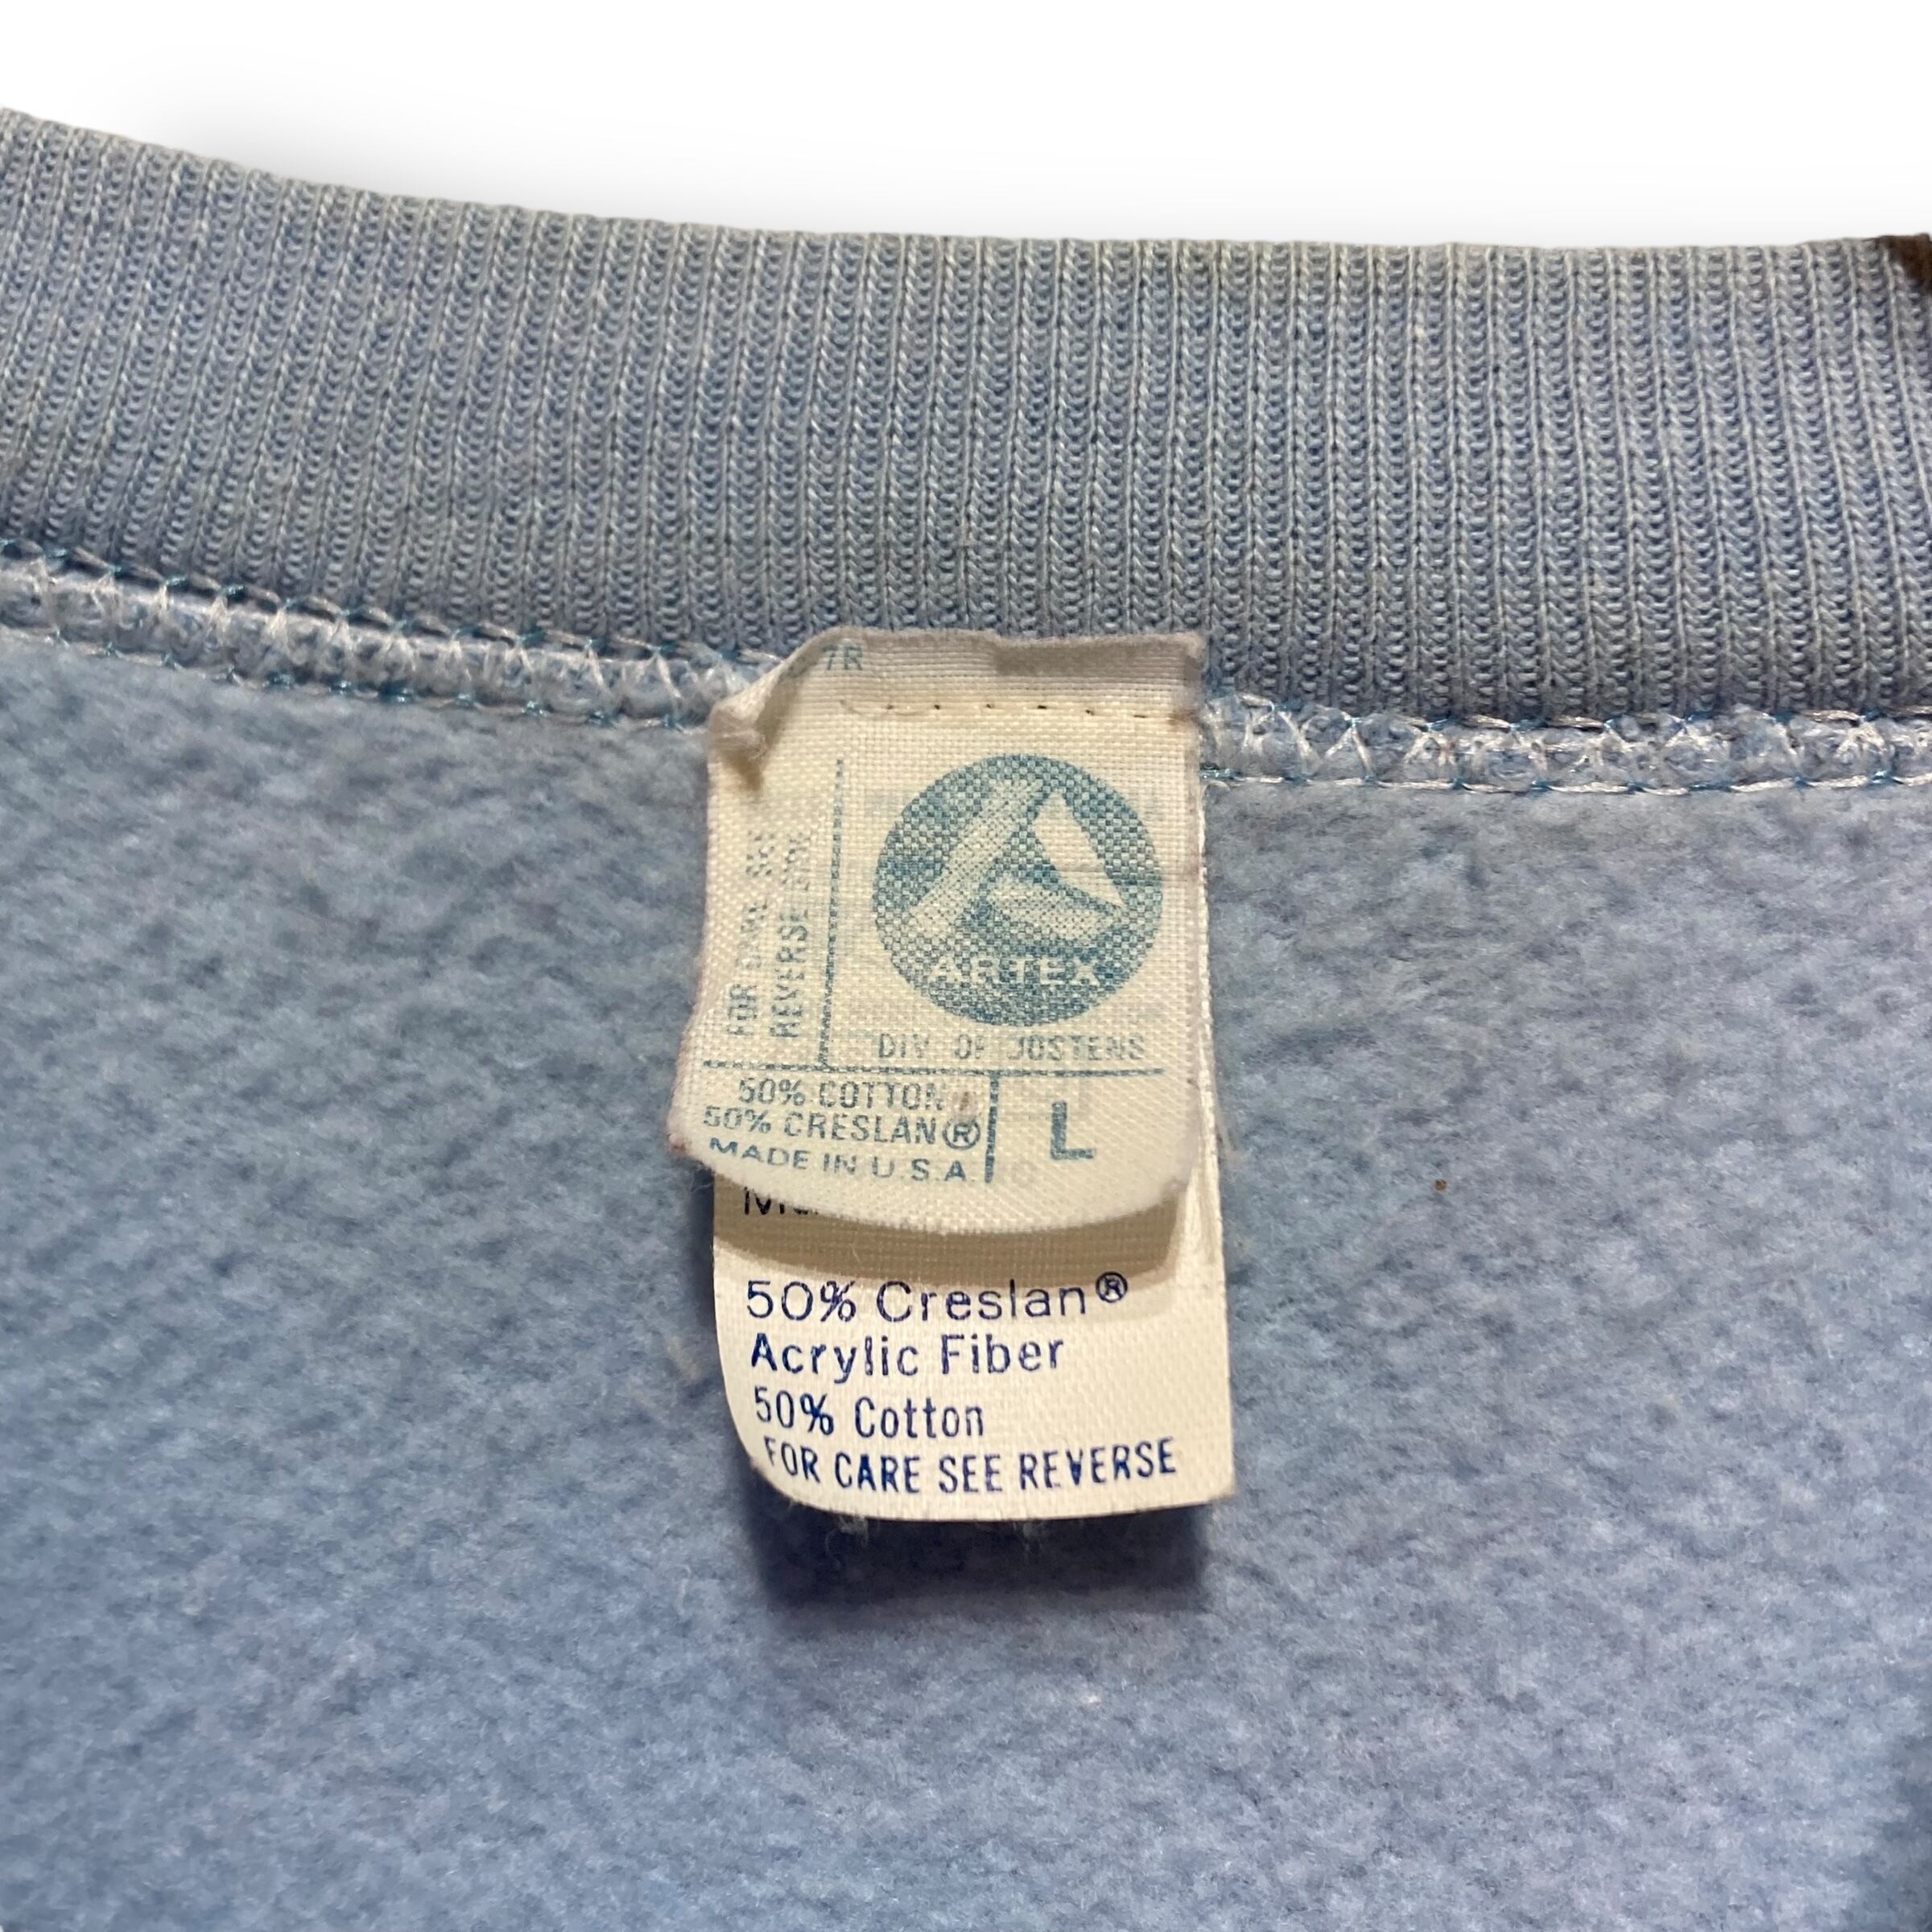 7R
FOR CARE SEE
REVERSE SIDE
ARTEX
DIV. OF JOSTENS
50% COTTON
50% CRESLAN®
MADE IN U.S.A.
L
50% Creslan®
Acrylic Fiber
50% Cotton
FOR CARE SEE REVERSE